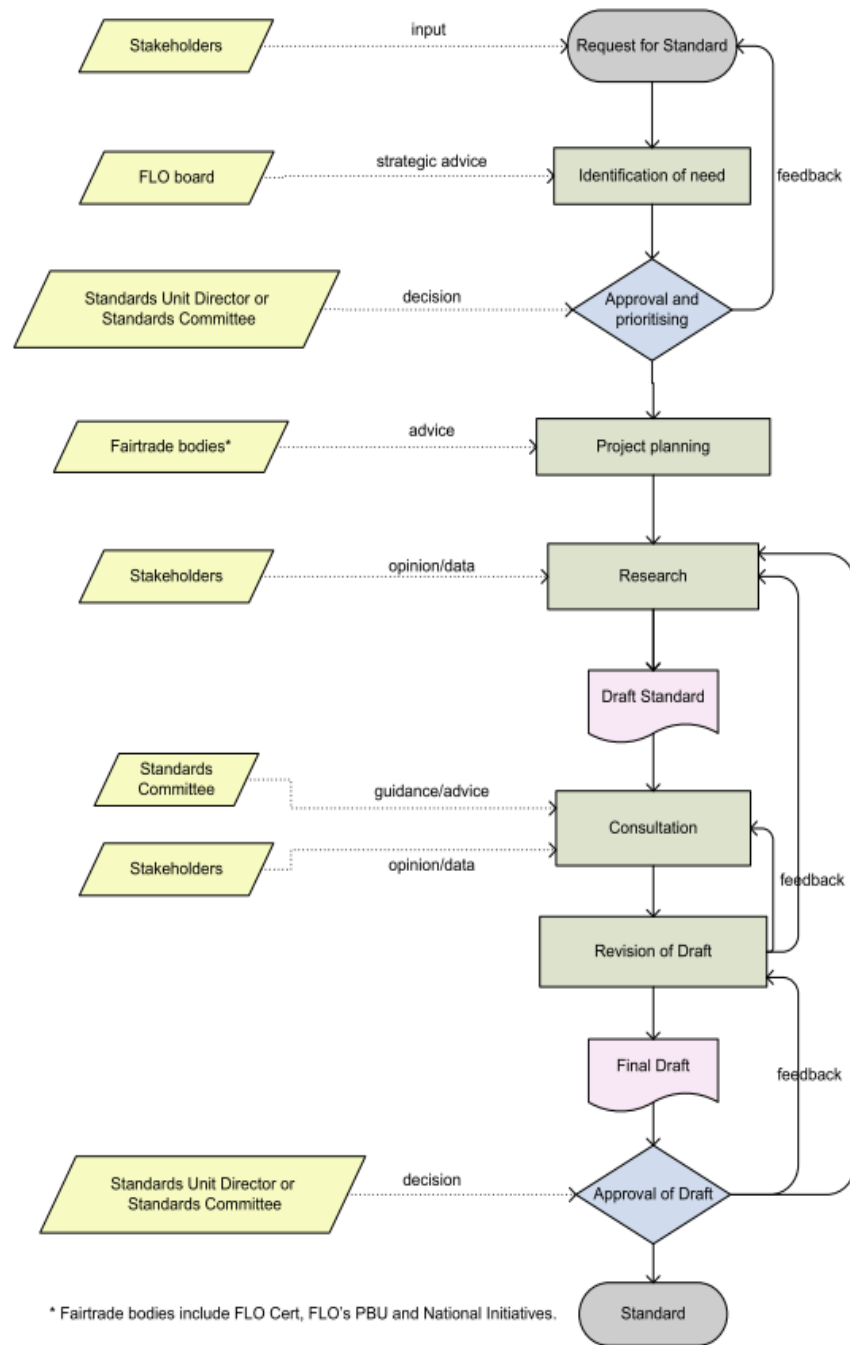 Stakeholders
input
Request for Standard
FLO board
strategic advice
Identification of need
feedback
Standards Unit Director or
Standards Committee
decision
Approval and
prioritising
Fairtrade bodies*
advice
Project planning
Stakeholders
opinion/data
Research
Draft Standard
Standards
Committee
guidance/advice
Consultation
Stakeholders
opinion/data
feedback
Revision of Draft
Final Draft
feedback
Standards Unit Director or
Standards Committee
decision
Approval of Draft
* Fairtrade bodies include FLO Cert, FLO's PBU and National Initiatives.
Standard